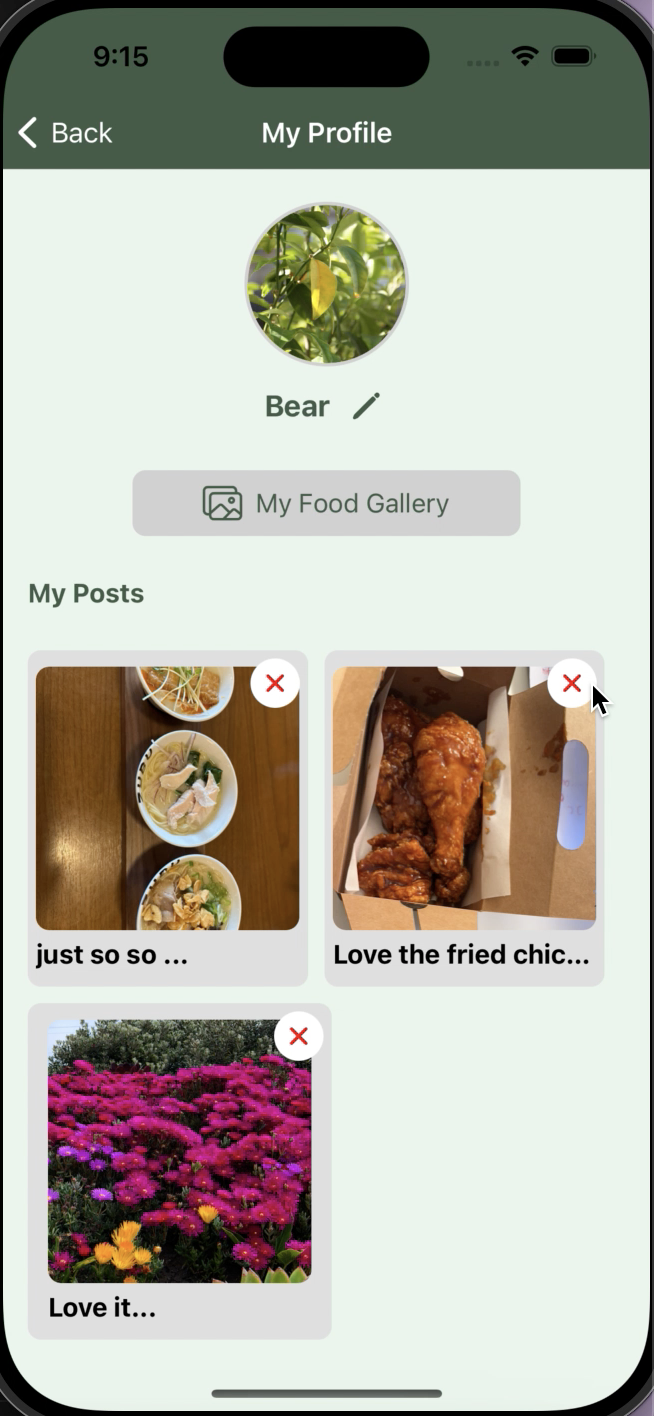 9:15
Back
My Profile
Bear
My Food Gallery
My Posts
just so so ...
Love the fried chic...
Love it...